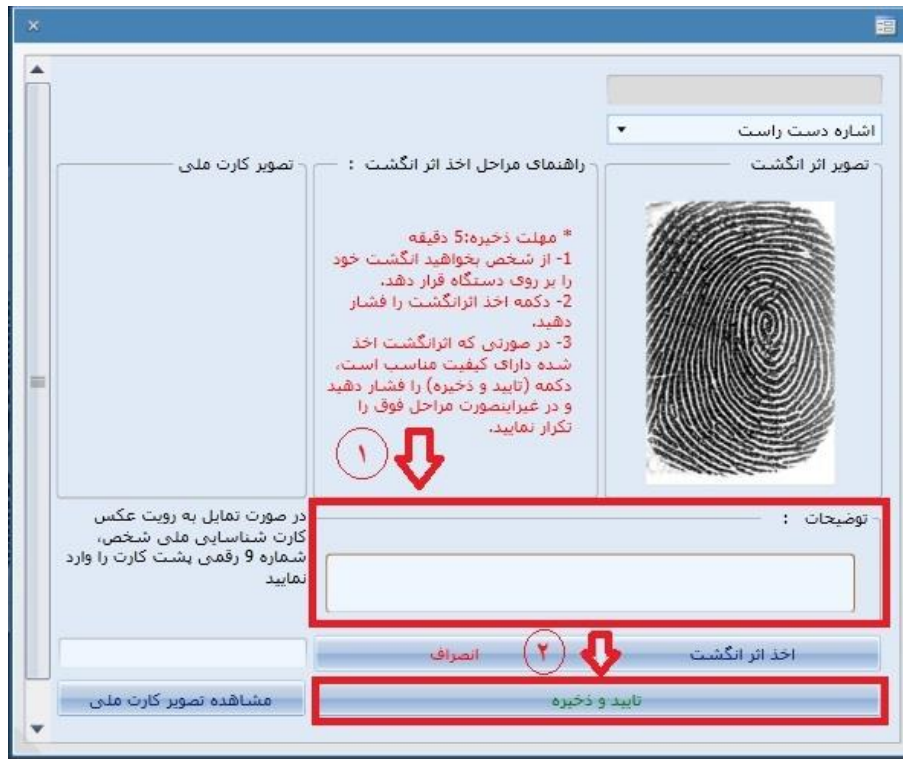 اشاره دست راست
تصویر اثر انگشت
راهنمای مراحل اخذ اثر انگشت :
* مهلت ذخیره:5 دقیقه
1- از شخص بخواهید انگشت خود
را بر روی دستگاه قرار دهد.
2- دکمه اخذ اثرانگشت را فشار
دهید.
3- در صورتی که اثرانگشت اخذ
شده دارای کیفیت مناسب است،
دکمه (تایید و ذخیره) را فشار دهید
و در غیراینصورت مراحل فوق را
تکرار نمایید.
۱
تصویر کارت ملی
توضیحات :
در صورت تمایل به رویت عکس
کارت شناسایی ملی شخص،
شماره 9 رقمی پشت کارت را وارد
نمایید
اخذ اثر انگشت
۲
انصراف
تایید و ذخیره
مشاهده تصویر کارت ملی